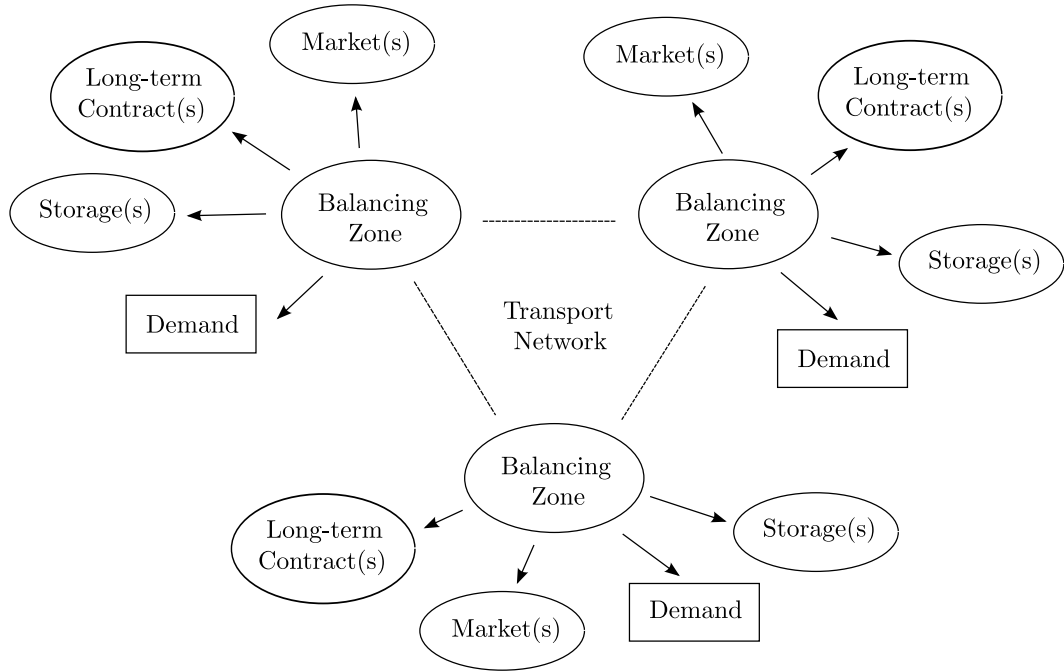 Market(s)
Long-term
Contract(s)
Storage(s)
Balancing
Zone
Demand
Market(s)
Long-term
Contract(s)
Balancing
Zone
Storage(s)
Demand
Transport
Network
Balancing
Zone
Long-term
Contract(s)
Market(s)
Demand
Storage(s)